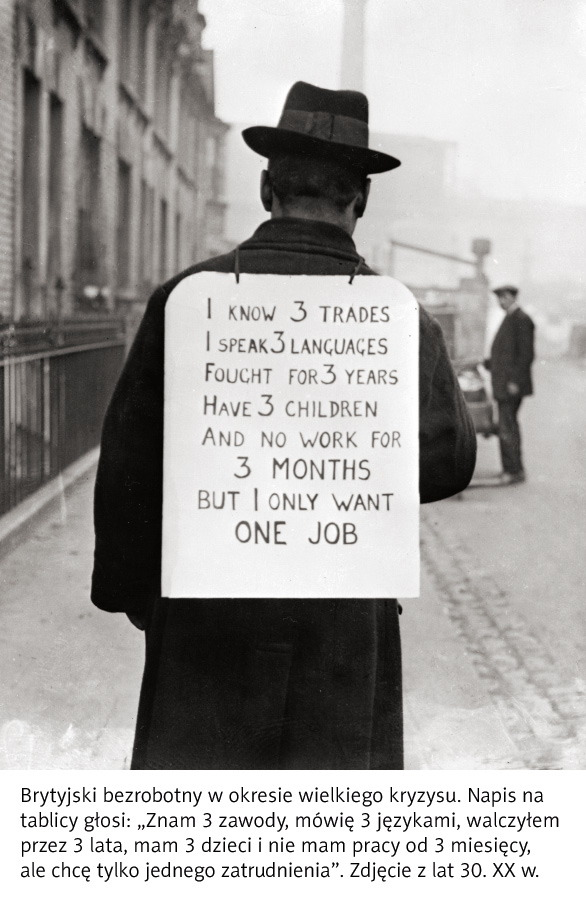 I KNOW 3 TRADES
I SPEAK 3 LANGUAGES
FOUGHT FOR 3 YEARS
HAVE 3 CHILDREN
AND NO WORK FOR
3 MONTHS
BUT I ONLY WANT
ONE JOB
Brytyjski bezrobotny w okresie wielkiego kryzysu. Napis na
tablicy głosi: „Znam 3 zawody, mówię 3 językami, walczyłem
przez 3 lata, mam 3 dzieci i nie mam pracy od 3 miesięcy,
ale chcę tylko jednego zatrudnienia”. Zdjęcie z lat 30. XX w.